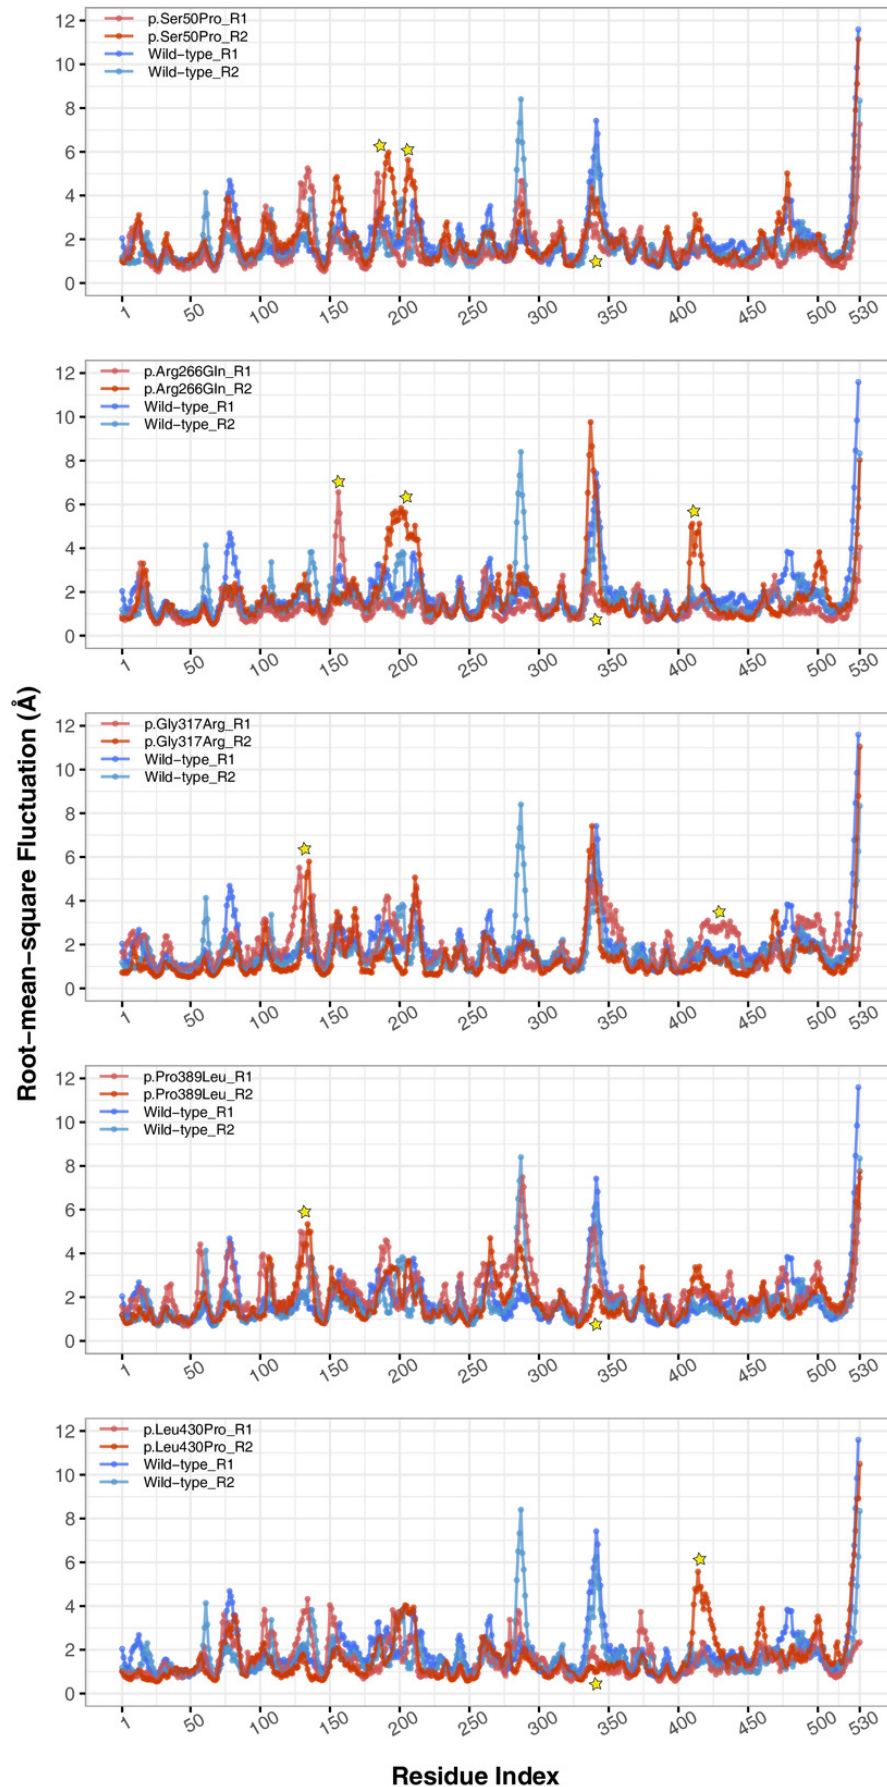 Root-mean-square Fluctuation (Å)
p.Ser50Pro_R1
p.Ser50Pro_R2
Wild-type_R1
Wild-type_R2
12
10
8
6
4
2
0
1 50 100 150 200 250 300 350 400 450 500 530
p.Arg266Gln_R1
p.Arg266Gln_R2
Wild-type_R1
Wild-type_R2
12
10
8
6
4
2
0
1 50 100 150 200 250 300 350 400 450 500 530
p.Gly317Arg_R1
p.Gly317Arg_R2
Wild-type_R1
Wild-type_R2
12
10
8
6
4
2
0
1 50 100 150 200 250 300 350 400 450 500 530
p.Pro389Leu_R1
p.Pro389Leu_R2
Wild-type_R1
Wild-type_R2
12
10
8
6
4
2
0
1 50 100 150 200 250 300 350 400 450 500 530
p.Leu430Pro_R1
p.Leu430Pro_R2
Wild-type_R1
Wild-type_R2
12
10
8
6
4
2
0
1 50 100 150 200 250 300 350 400 450 500 530
Residue Index